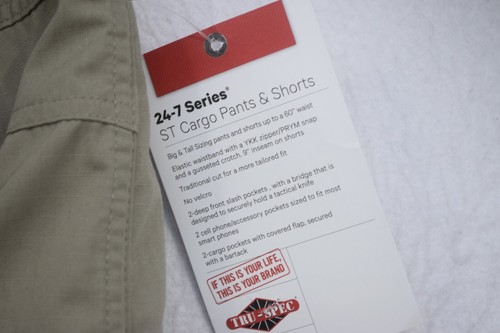 24-7 Series®
ST Cargo Pants & Shorts
Big & Tall Sizing pants and shorts up to a 60" waist
Elastic waistband with a YKK zipper/PRYM snap
and a gusseted crotch, 9" inseam on shorts
Traditional cut for a more tailored fit
No velcro
2-deep front slash pockets , with a bridge that is
designed to securely hold a tactical knife
2 cell phone/accessory pockets sized to fit most
smart phones
2-cargo pockets with covered flap, secured
with a bartack
IF THIS IS YOUR LIFE,
THIS IS YOUR BRAND
TRU-SPEC®